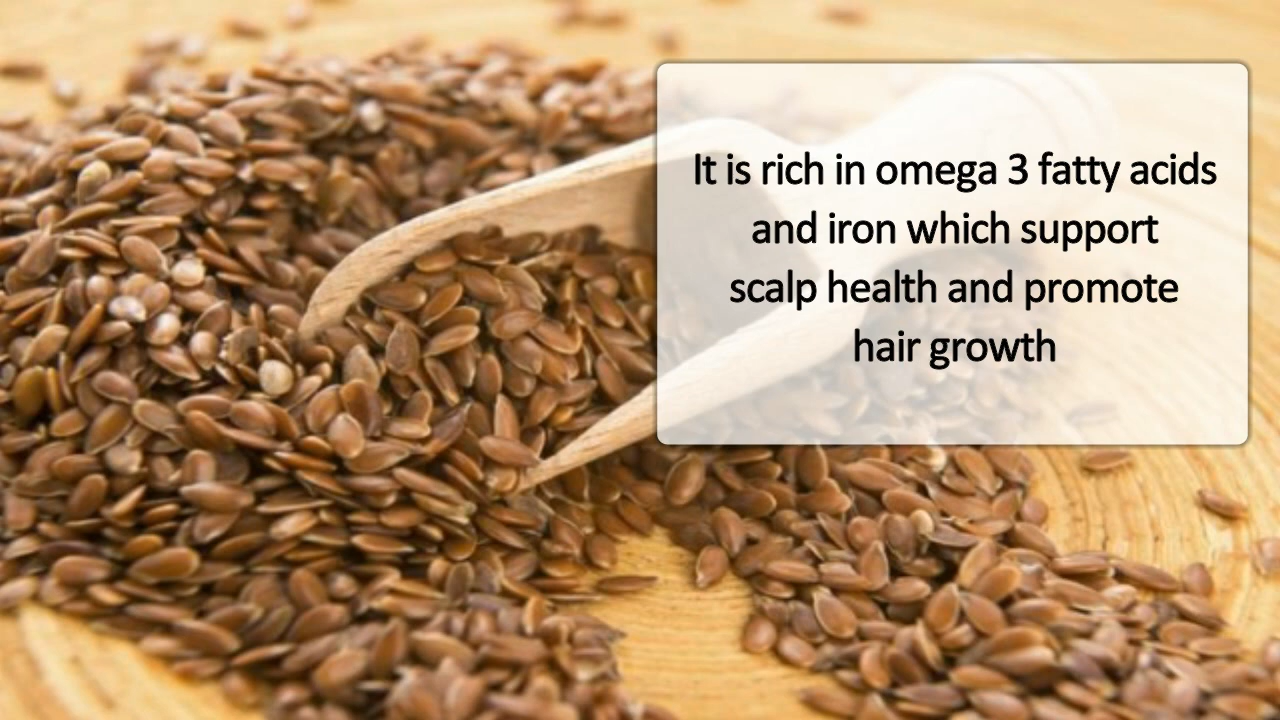 It is rich in omega 3 fatty acids
and iron which support
scalp health and promote
hair growth